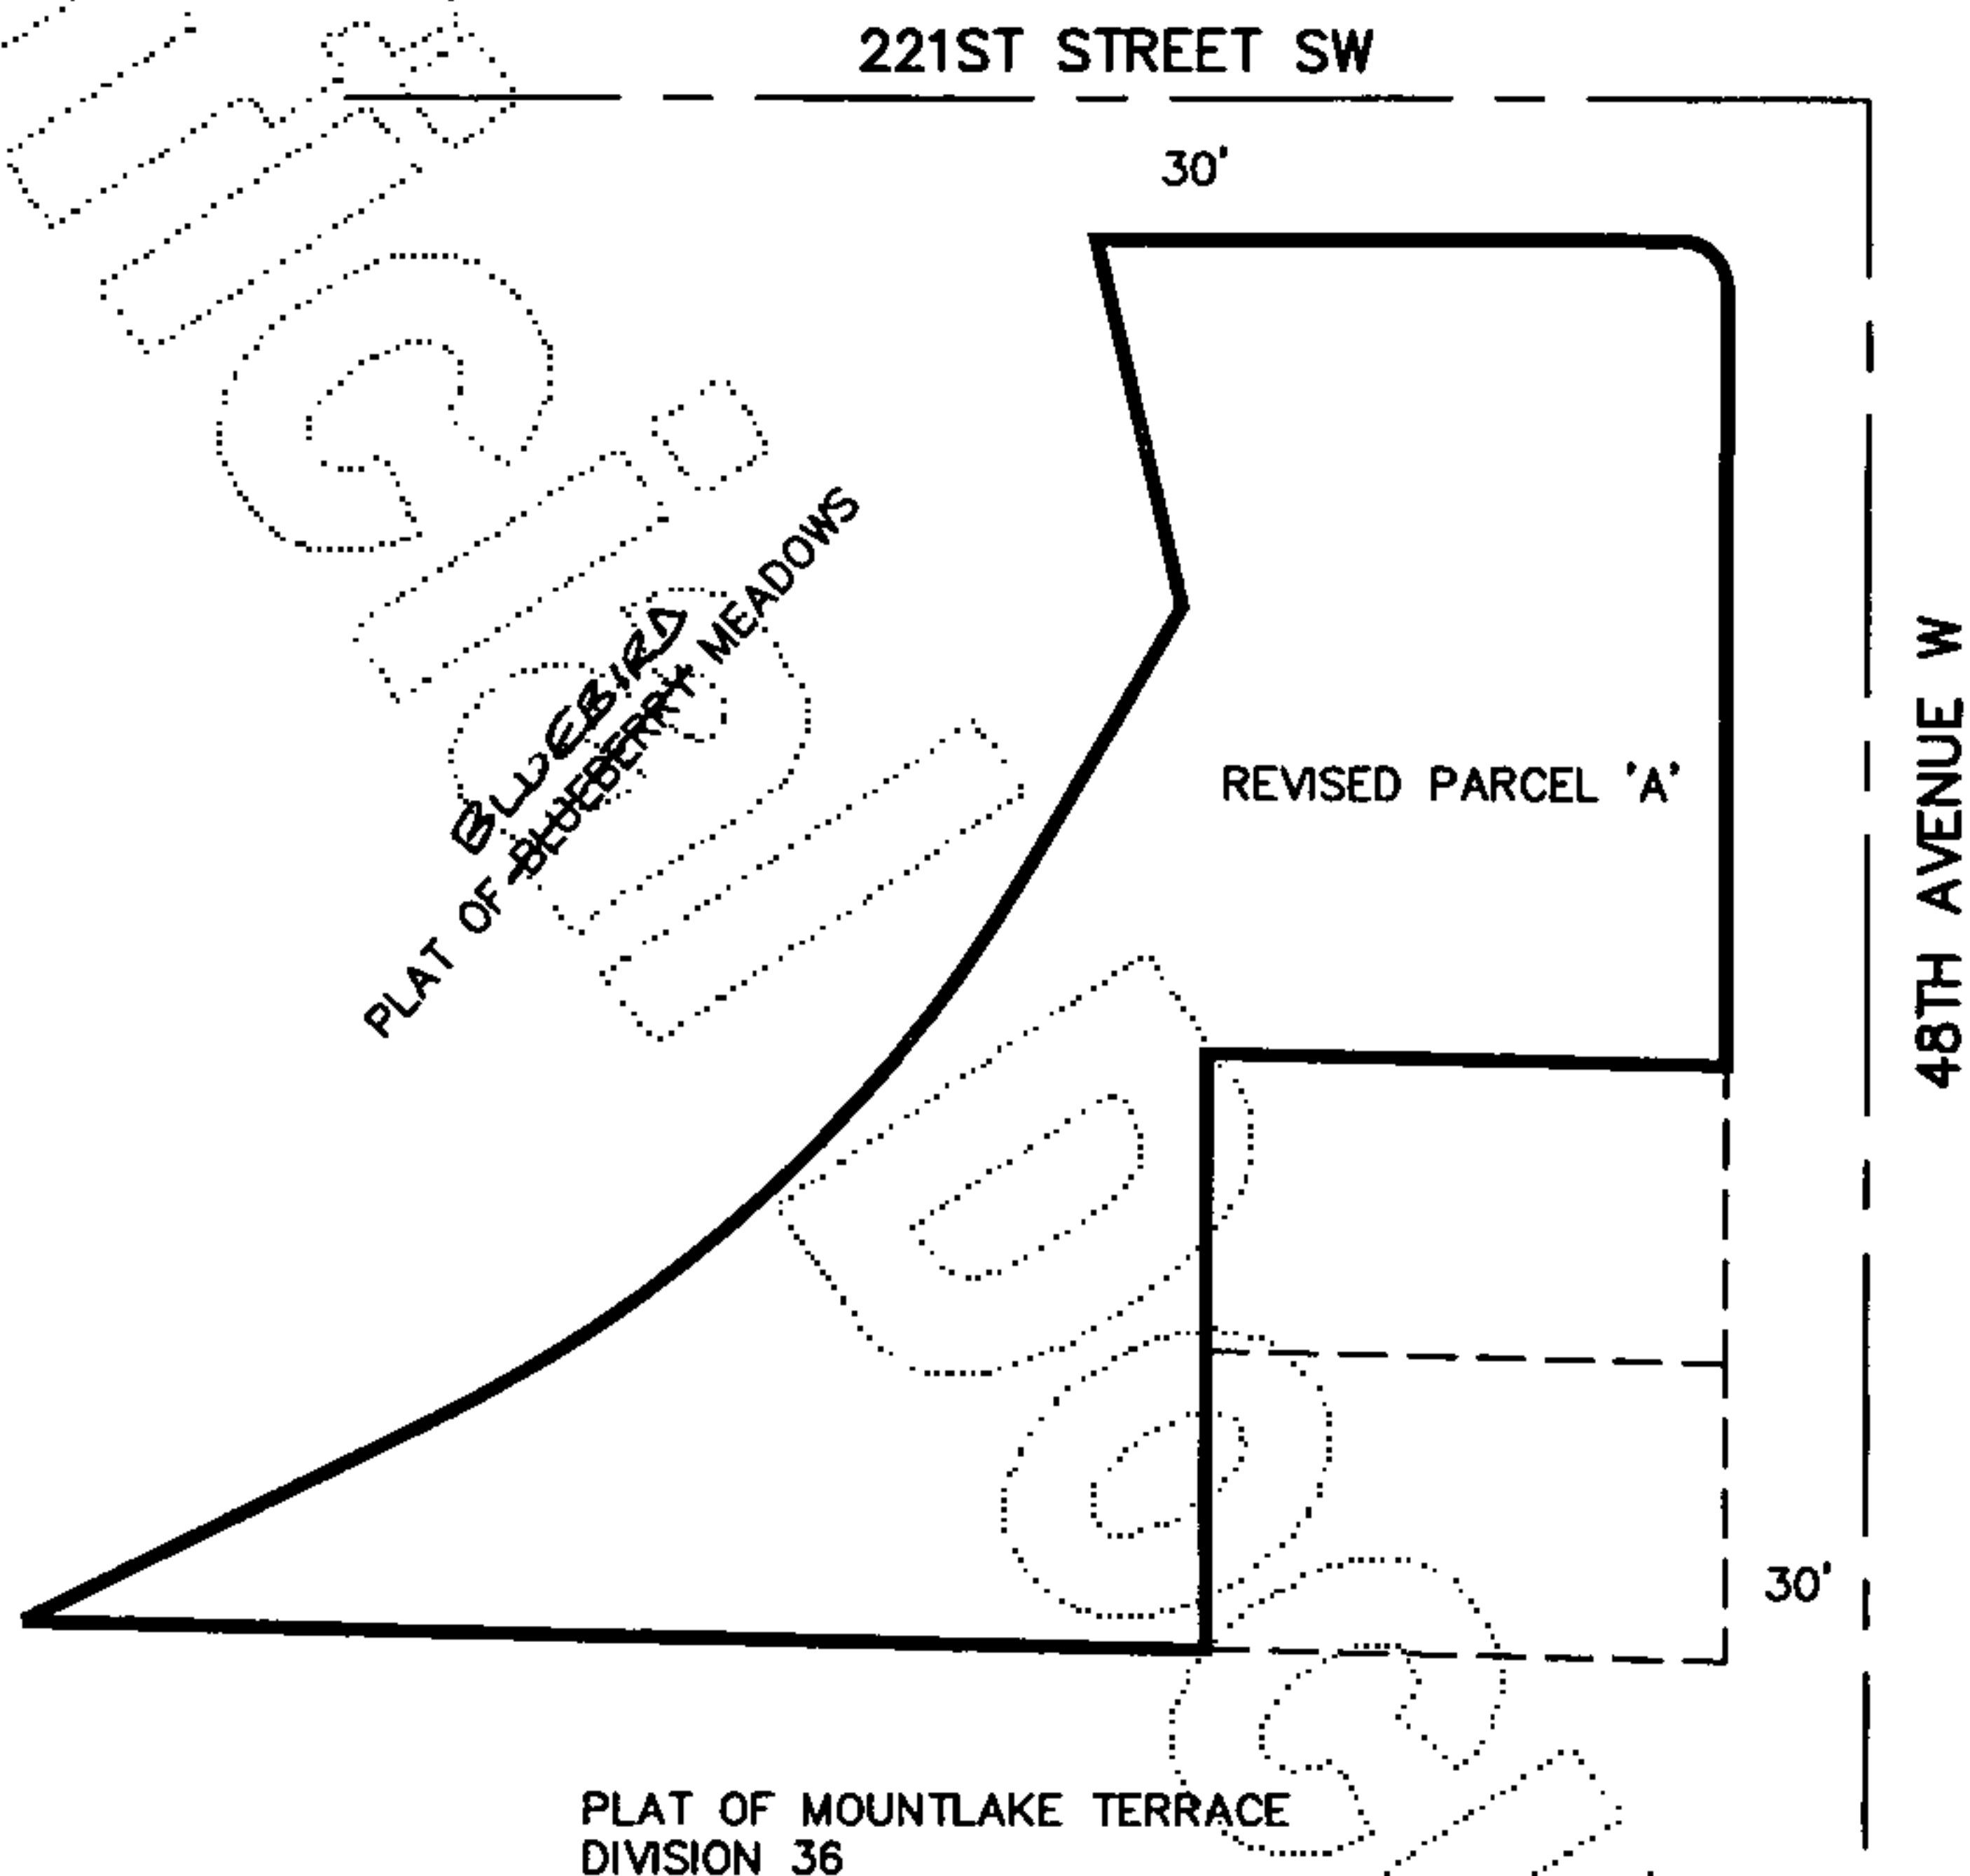 221ST STREET SW
30'
BLUEBIRD
PLAT OF BLUEBERRY MEADOWS
REVISED PARCEL 'A'
48TH AVENUE W
30'
PLAT OF MOUNTLAKE TERRACE
DIVISION 36